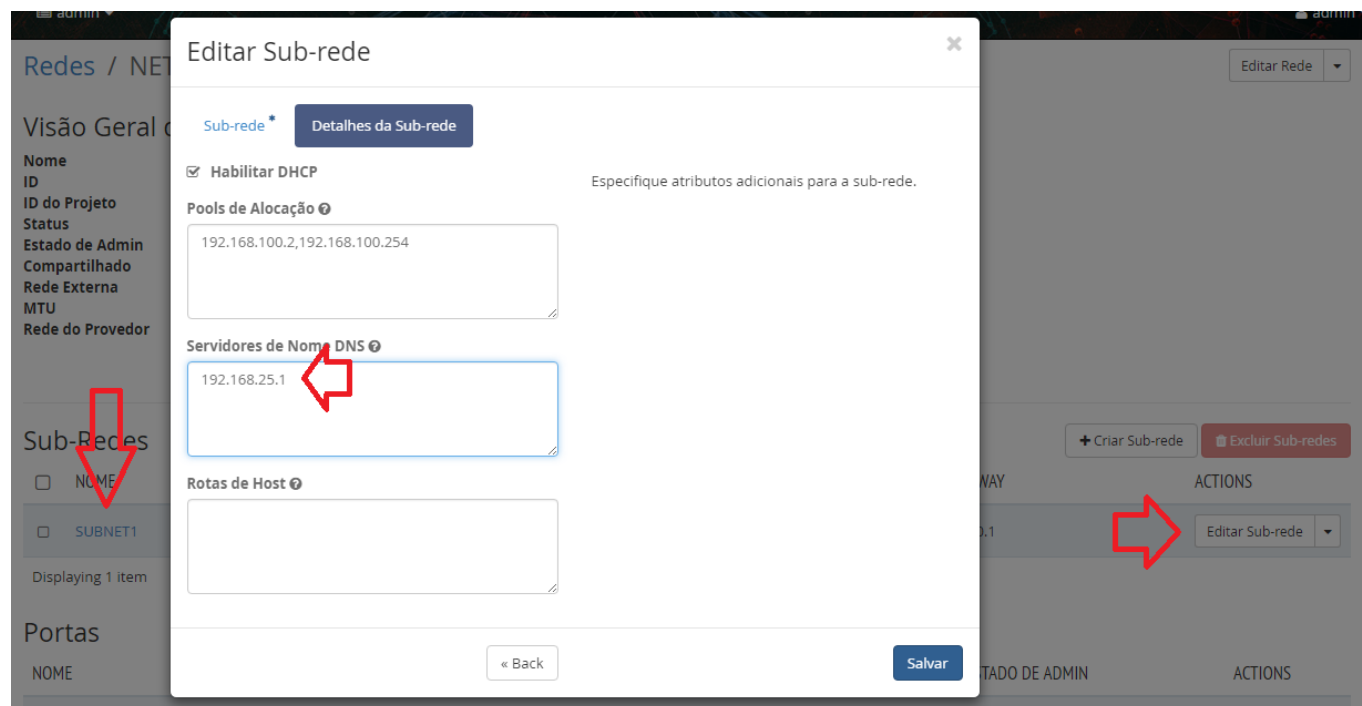 admin
admin
Redes / NET
Editar Rede
Editar Sub-rede
×
Sub-rede *
Detalhes da Sub-rede
Habilitar DHCP
Especifique atributos adicionais para a sub-rede.
Pools de Alocação
192.168.100.2,192.168.100.254
Servidores de Nome DNS
192.168.25.1
Rotas de Host
« Back
Salvar
Visão Geral
Nome
ID
ID do Projeto
Status
Estado de Admin
Compartilhado
Rede Externa
MTU
Rede do Provedor
Sub-Redes
+ Criar Sub-rede
Excluir Sub-redes
NOME
WAY
ACTIONS
SUBNET1
0.1
Editar Sub-rede
Displaying 1 item
Portas
NOME
STADO DE ADMIN
ACTIONS